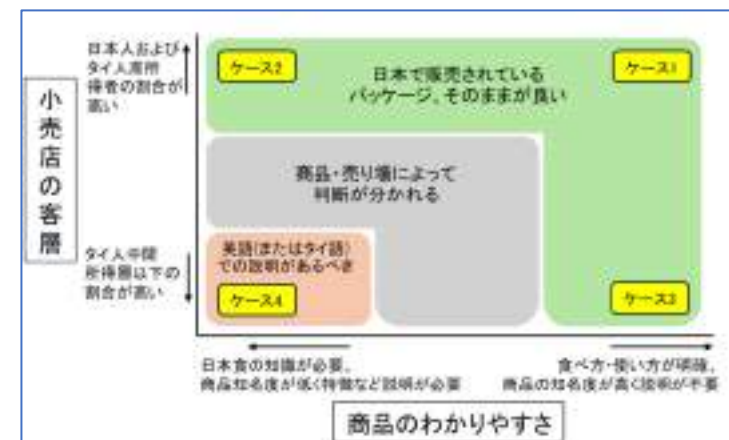 日本人および
タイ人高所
得者の割合が
高い
小売店の客層
ケース2
ケース1
日本で販売されている
パッケージ、そのままが良い
商品・売り場によって
判断が分かれる
タイ人中間
所得層以下の
割合が高い
英語(またはタイ語)
での説明があるべき
ケース4
ケース3
日本食の知識が必要、
商品知名度が低く特徴など説明が必要
食べ方・使い方が明確、
商品の知名度が高く説明が不要
商品のわかりやすさ